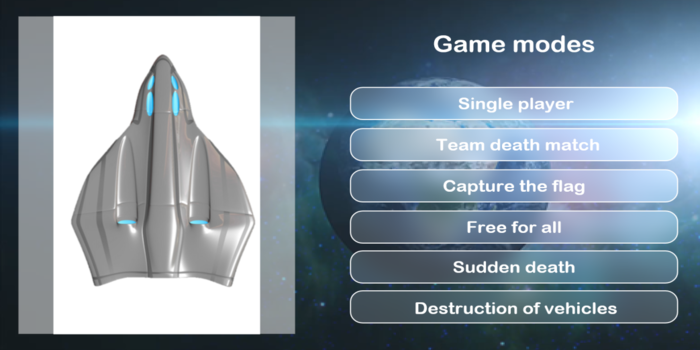 Game modes
Single player
Team death match
Capture the flag
Free for all
Sudden death
Destruction of vehicles